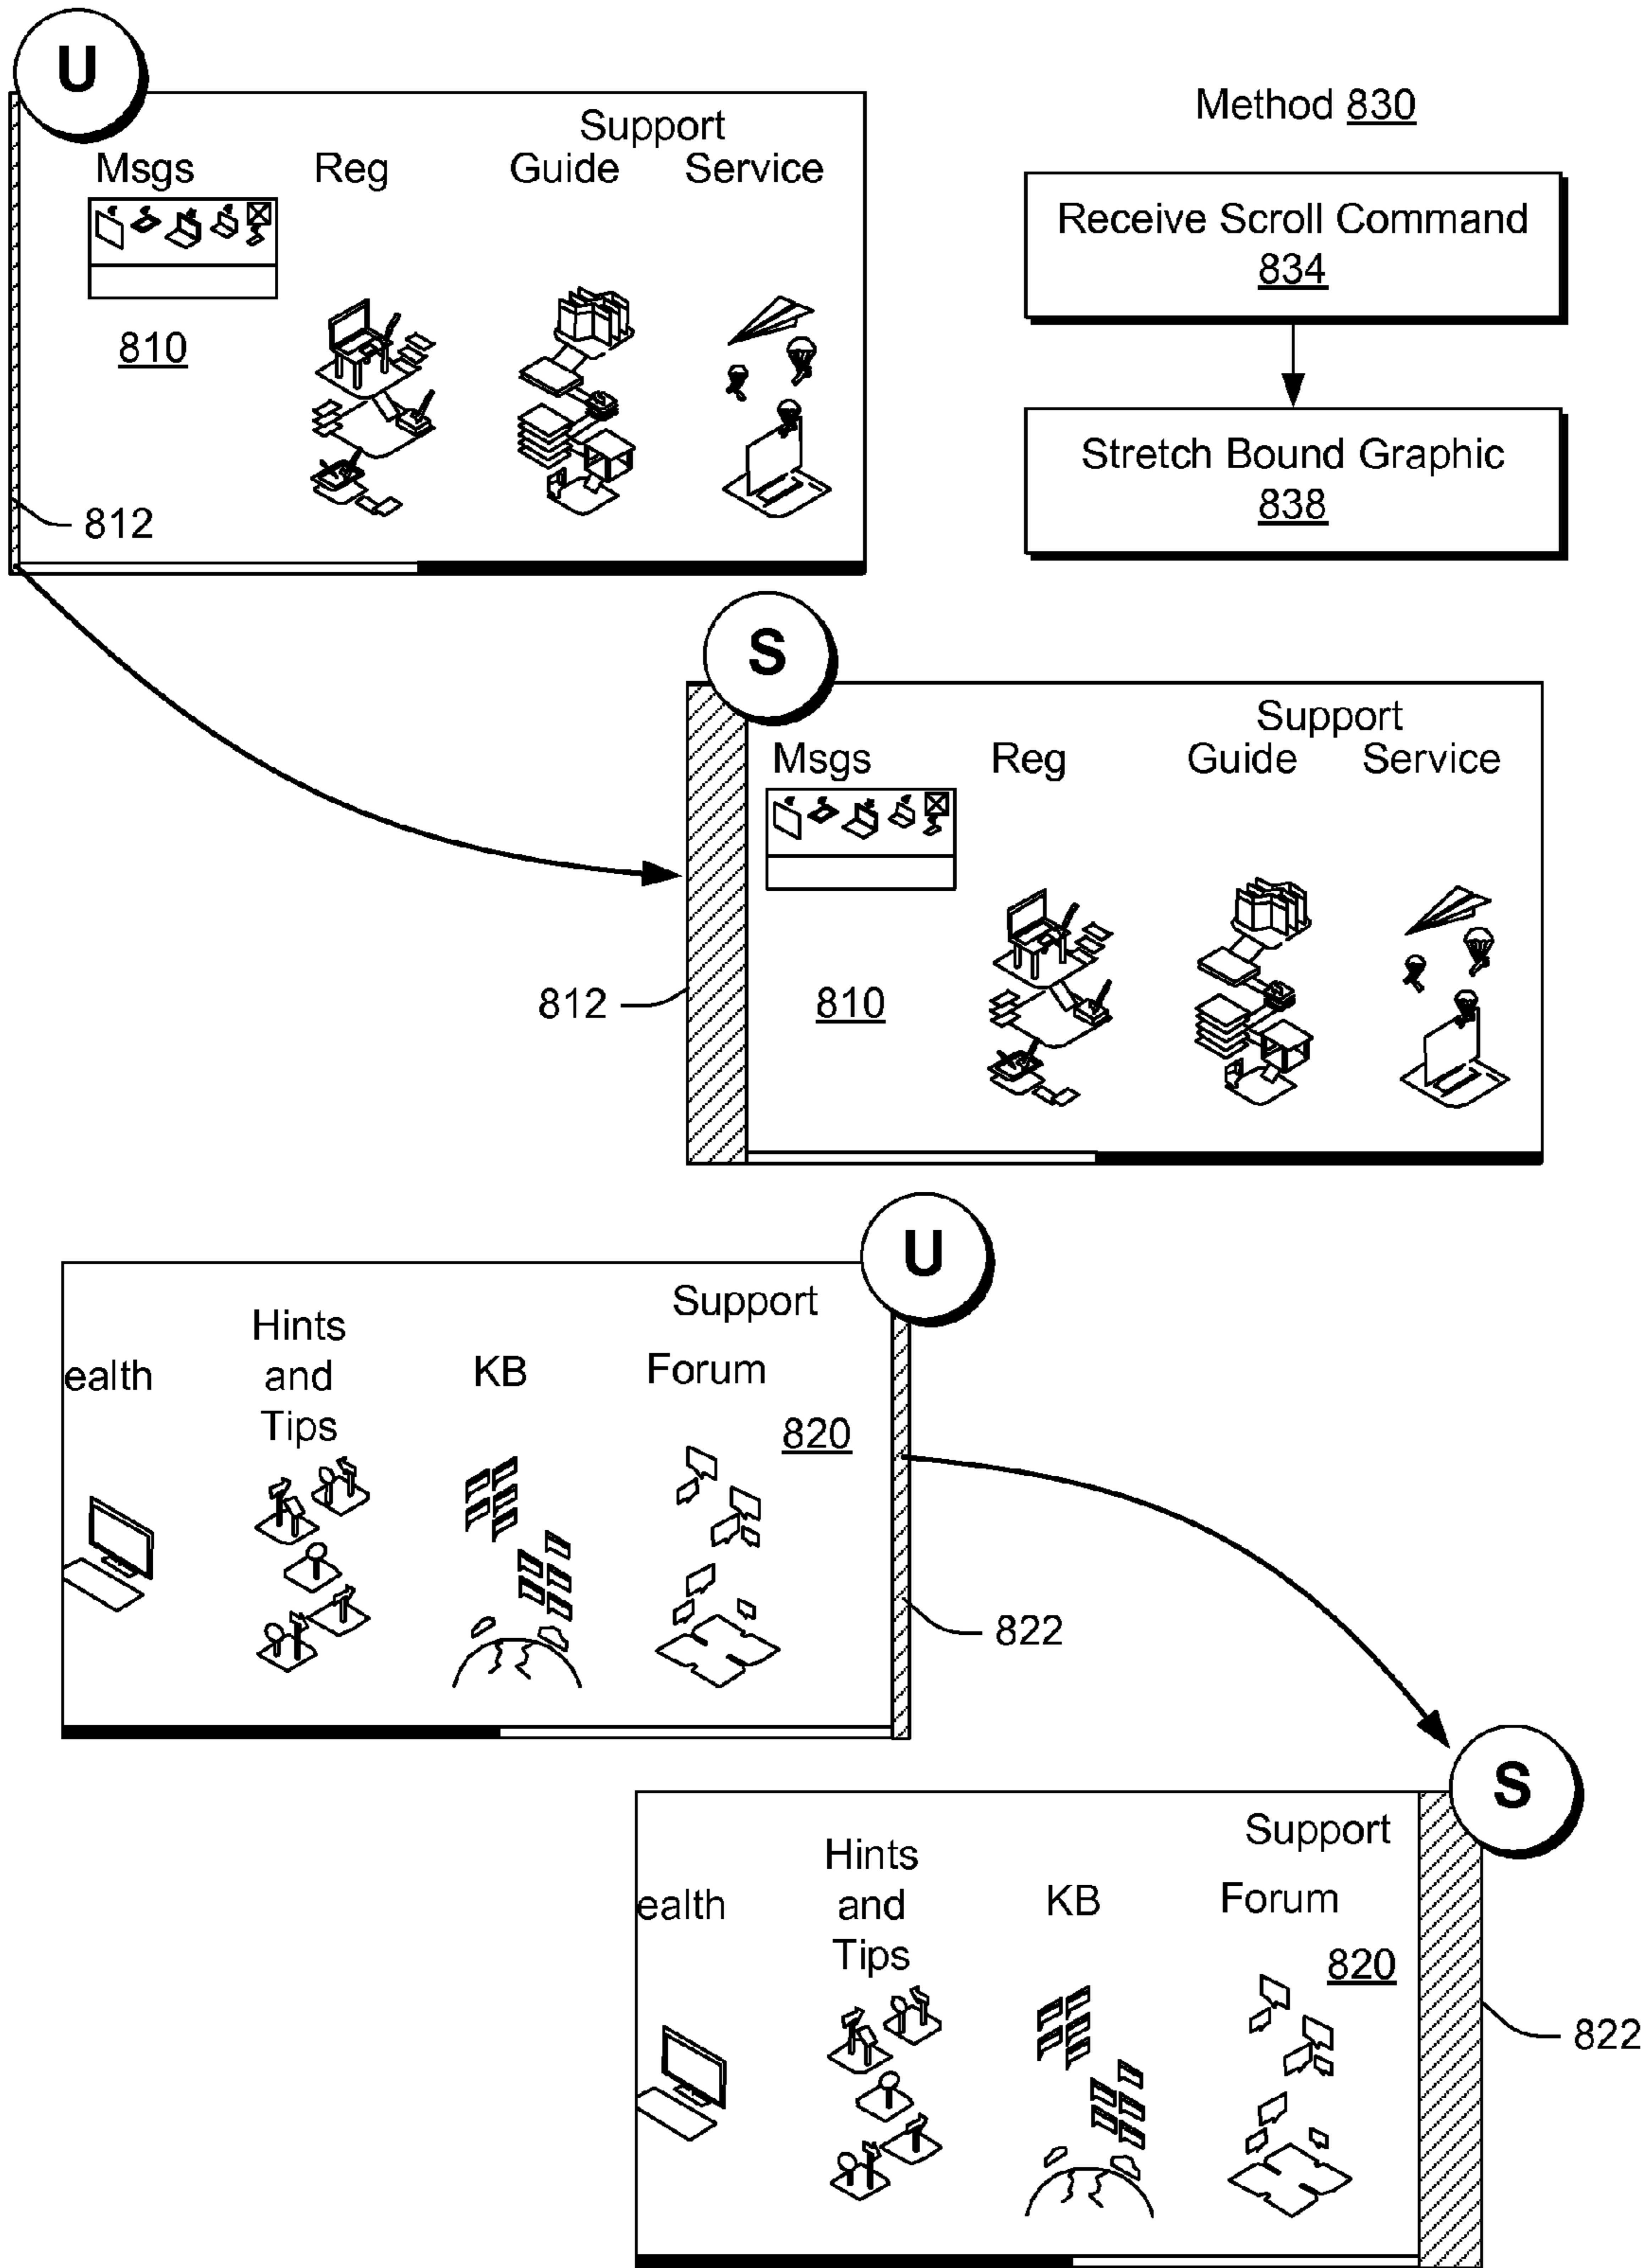 U
Support
Msgs Reg Guide Service
810
812
Method 830
Receive Scroll Command
834
Stretch Bound Graphic
838
S
Support
Msgs Reg Guide Service
812
810
U
Support
Hints
and
Tips
ealth
KB
Forum
820
822
S
Support
Hints
and
Tips
ealth
KB
Forum
820
822